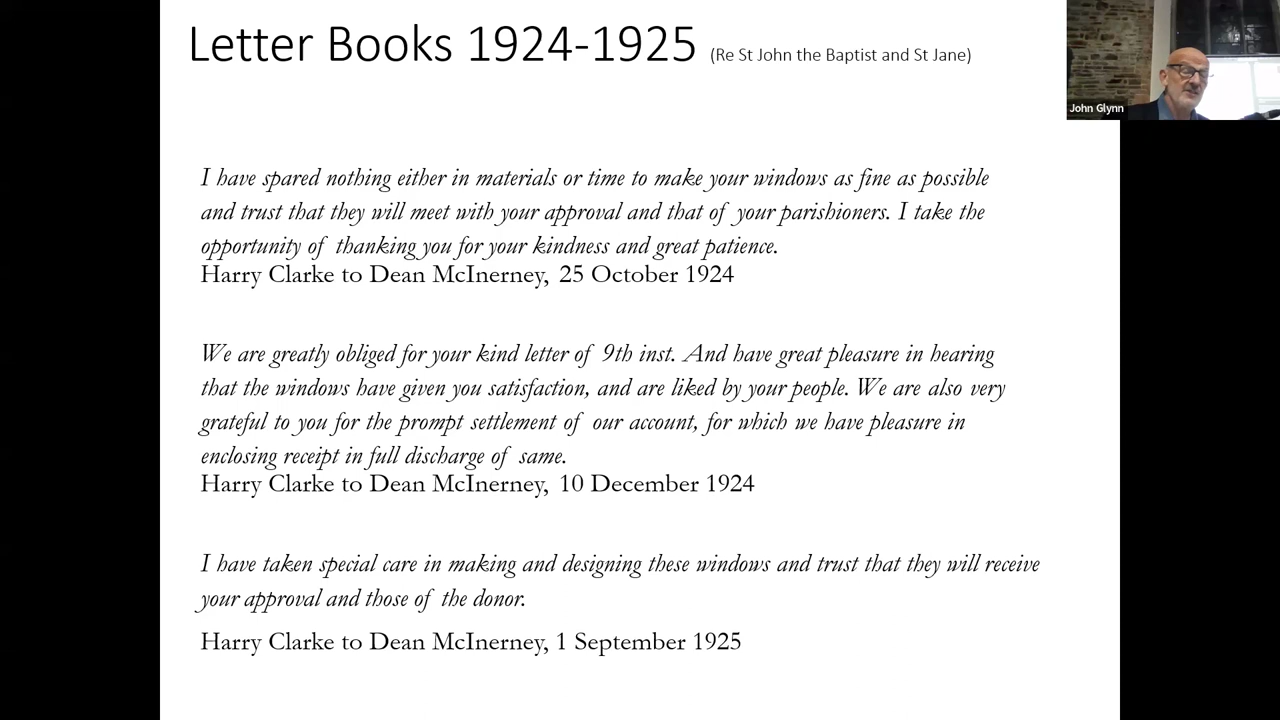 Letter Books 1924-1925 (Re St John the Baptist and St Jane)
John Glynn
I have spared nothing either in materials or time to make your windows as fine as possible
and trust that they will meet with your approval and that of your parishioners. I take the
opportunity of thanking you for your kindness and great patience.
Harry Clarke to Dean McInerney, 25 October 1924
We are greatly obliged for your kind letter of 9th inst. And have great pleasure in hearing
that the windows have given you satisfaction, and are liked by your people. We are also very
grateful to you for the prompt settlement of our account, for which we have pleasure in
enclosing receipt in full discharge of same.
Harry Clarke to Dean McInerney, 10 December 1924
I have taken special care in making and designing these windows and trust that they will receive
your approval and those of the donor.
Harry Clarke to Dean McInerney, 1 September 1925